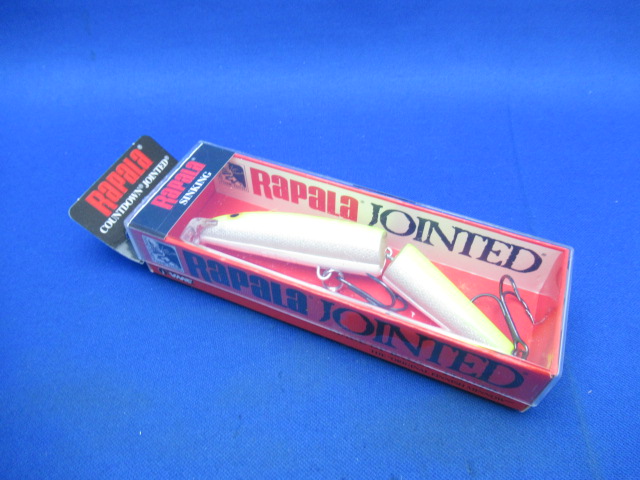 RAPALA®
COUNTDOWN® JOINTED®
RAPALA
SINKING
RAPALA® JOINTED®
RAPALA JOINTED